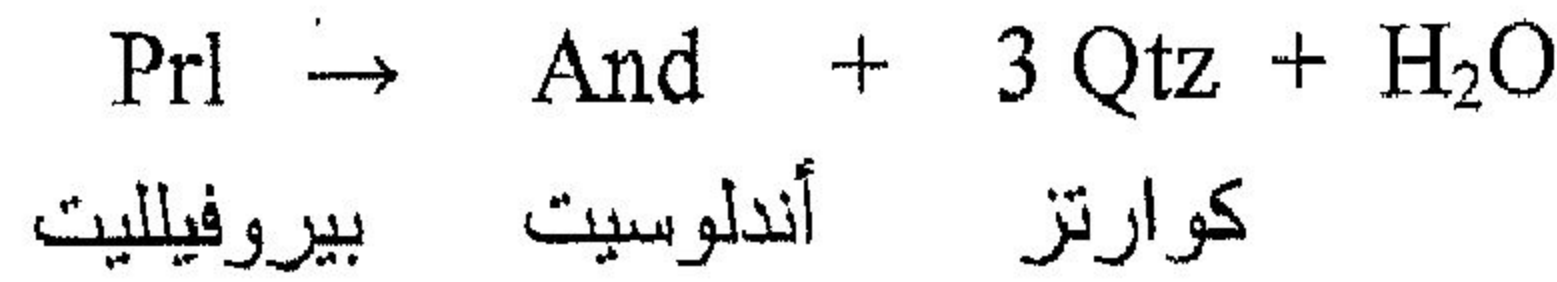 Prl → And + 3 Qtz + H₂O
بيروفيلليت أندلوسيت كوارتز